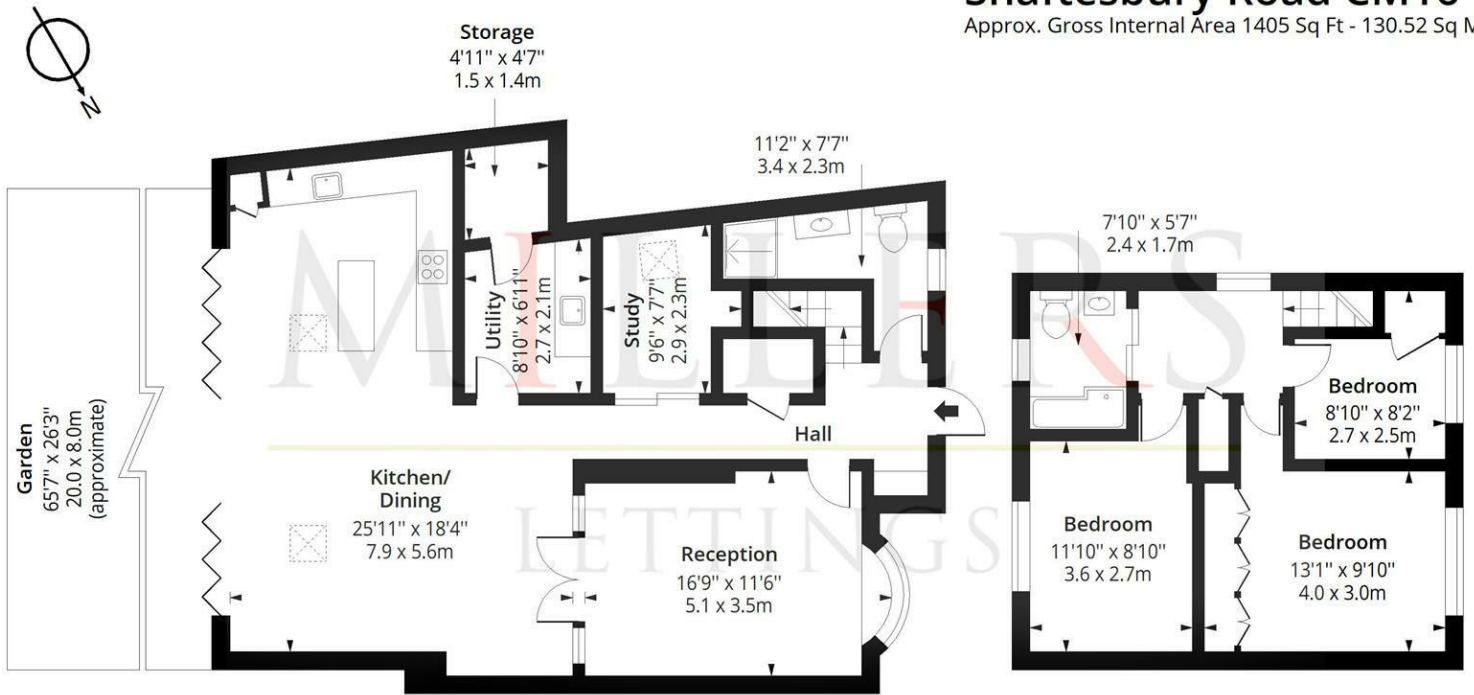 Approx. Gross Internal Area 1405 Sq Ft - 130.52 Sq M
N
Storage
4'11" x 4'7"
1.5 x 1.4m
11'2" x 7'7"
3.4 x 2.3m
7'10" x 5'7"
2.4 x 1.7m
Utility
8'10" x 6'11"
2.7 x 2.1m
Study
9'6" x 7'7"
2.9 x 2.3m
MILLERS
LETTINGS
Garden
65'7" x 26'3"
20.0 x 8.0m
(approximate)
Hall
Kitchen/
Dining
25'11" x 18'4"
7.9 x 5.6m
Reception
16'9" x 11'6"
5.1 x 3.5m
Bedroom
8'10" x 8'2"
2.7 x 2.5m
Bedroom
11'10" x 8'10"
3.6 x 2.7m
Bedroom
13'1" x 9'10"
4.0 x 3.0m